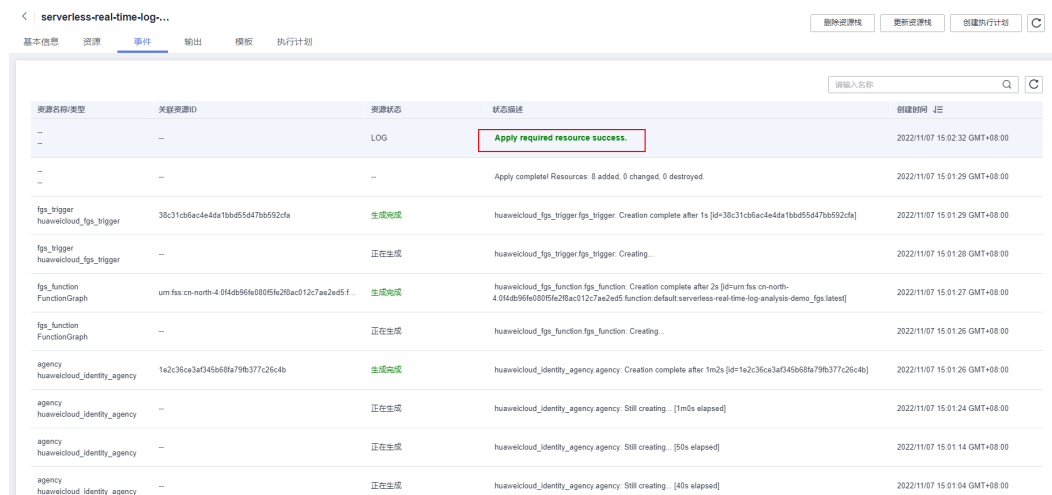 serverless-real-time-log-...
删除资源栈
更新资源栈
创建执行计划
基本信息 资源 事件 输出 模板 执行计划
请输入名称
资源名称/类型 关联资源ID 资源状态 状态描述 创建时间
--
-- -- LOG Apply required resource success. 2022/11/07 15:02:32 GMT+08:00
--
-- -- -- Apply complete! Resources: 8 added, 0 changed, 0 destroyed. 2022/11/07 15:01:29 GMT+08:00
fgs_trigger
huaweicloud_fgs_trigger 38c31cb6ac4e4da1bbd55d47bb592cfa 生成完成 huaweicloud_fgs_trigger.fgs_trigger: Creation complete after 1s [id=38c31cb6ac4e4da1bbd55d47bb592cfa] 2022/11/07 15:01:29 GMT+08:00
fgs_trigger
huaweicloud_fgs_trigger -- 正在生成 huaweicloud_fgs_trigger.fgs_trigger: Creating... 2022/11/07 15:01:28 GMT+08:00
fgs_function
FunctionGraph urn:fss:cn-north-4:0f4db96fe080f5fe2f8ac012c7ae2ed5:f... 生成完成 huaweicloud_fgs_function.fgs_function: Creation complete after 2s [id=urn:fss:cn-north-
4:0f4db96fe080f5fe2f8ac012c7ae2ed5:function:default:serverless-real-time-log-analysis-demo_fgs:latest] 2022/11/07 15:01:27 GMT+08:00
fgs_function
FunctionGraph -- 正在生成 huaweicloud_fgs_function.fgs_function: Creating... 2022/11/07 15:01:26 GMT+08:00
agency
huaweicloud_identity_agency 1e2c36ce3af345b68fa79fb377c26c4b 生成完成 huaweicloud_identity_agency.agency: Creation complete after 1m2s [id=1e2c36ce3af345b68fa79fb377c26c4b] 2022/11/07 15:01:26 GMT+08:00
agency
huaweicloud_identity_agency -- 正在生成 huaweicloud_identity_agency.agency: Still creating... [1m0s elapsed] 2022/11/07 15:01:24 GMT+08:00
agency
huaweicloud_identity_agency -- 正在生成 huaweicloud_identity_agency.agency: Still creating... [50s elapsed] 2022/11/07 15:01:14 GMT+08:00
agency
huaweicloud_identity_agency -- 正在生成 huaweicloud_identity_agency.agency: Still creating... [40s elapsed] 2022/11/07 15:01:04 GMT+08:00